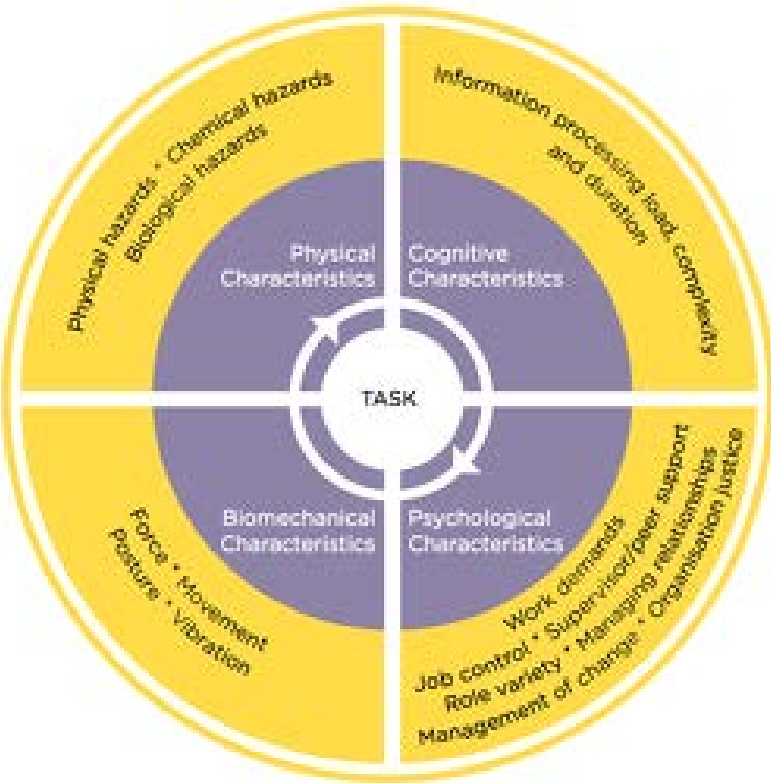 Physical hazards • Chemical hazards
Biological hazards
Physical
Characteristics
Information processing load, complexity
and duration
Cognitive
Characteristics
TASK
Biomechanical
Characteristics
Force • Movement
Posture • Vibration
Psychological
Characteristics
Work demands
Job control • Supervisor/peer support
Role variety • Managing relationships
Management of change • Organisation justice